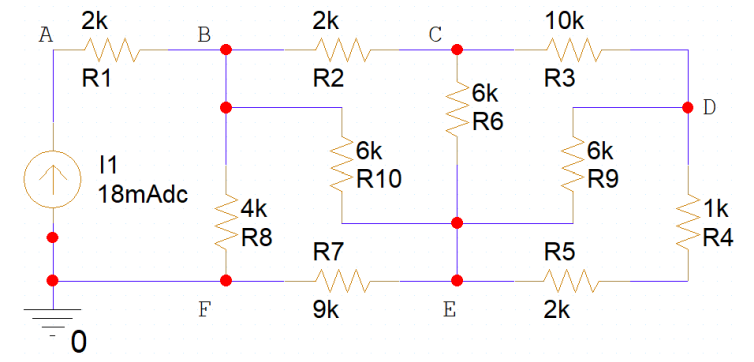 2k 2k 10k
A B C
R1 R2 R3
6k
R6
D
I1
18mAdc
6k
R10
6k
R9
4k
R8
1k
R4
R7 R5
F E
9k 2k
0